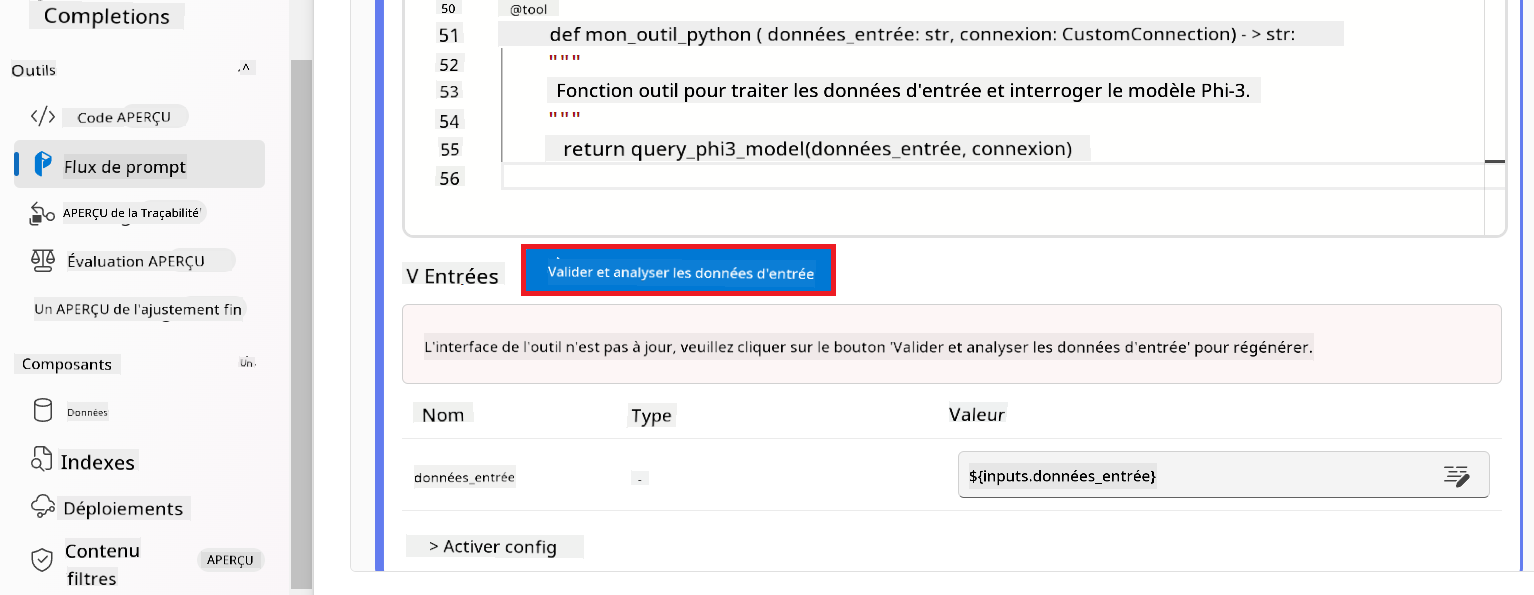 Completions
Outils
Code APERÇU
Flux de prompt
APERÇU de la Traçabilité'
Évaluation APERÇU
Un APERÇU de l'ajustement fin
Composants
Un
Données
Indexes
Déploiements
Contenu
filtres
APERÇU
50 @tool
51 def mon_outil_python ( données_entrée: str, connexion: CustomConnection) - > str:
52 """
53 Fonction outil pour traiter les données d'entrée et interroger le modèle Phi-3.
54 """
55 return query_phi3_model(données_entrée, connexion)
56
V Entrées
Valider et analyser les données d'entrée
L'interface de l'outil n'est pas à jour, veuillez cliquer sur le bouton 'Valider et analyser les données d'entrée' pour régénérer.
Nom Type Valeur
données_entrée - ${inputs.données_entrée}
> Activer config